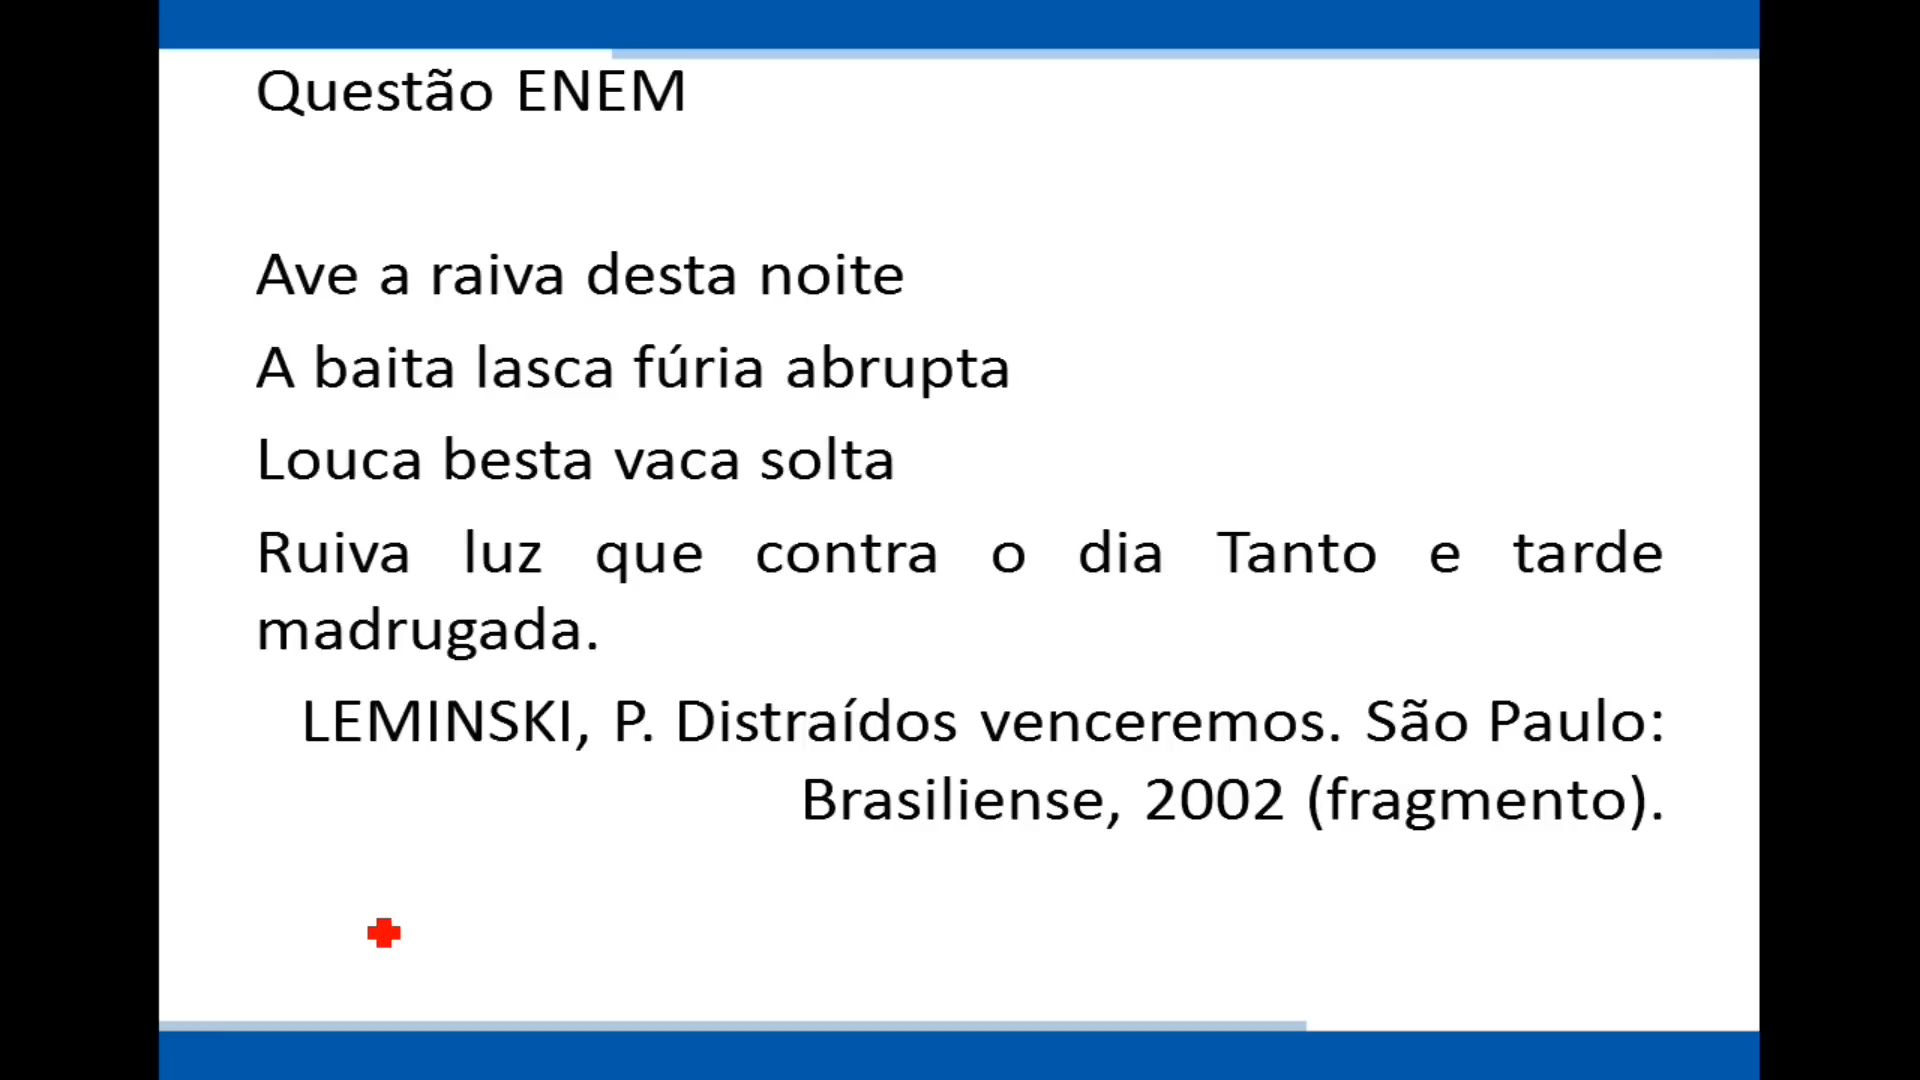 Questão ENEM
Ave a raiva desta noite
A baita lasca fúria abrupta
Louca besta vaca solta
Ruiva luz que contra o dia Tanto e tarde
madrugada.
LEMINSKI, P. Distraídos venceremos. São Paulo:
Brasiliense, 2002 (fragmento).